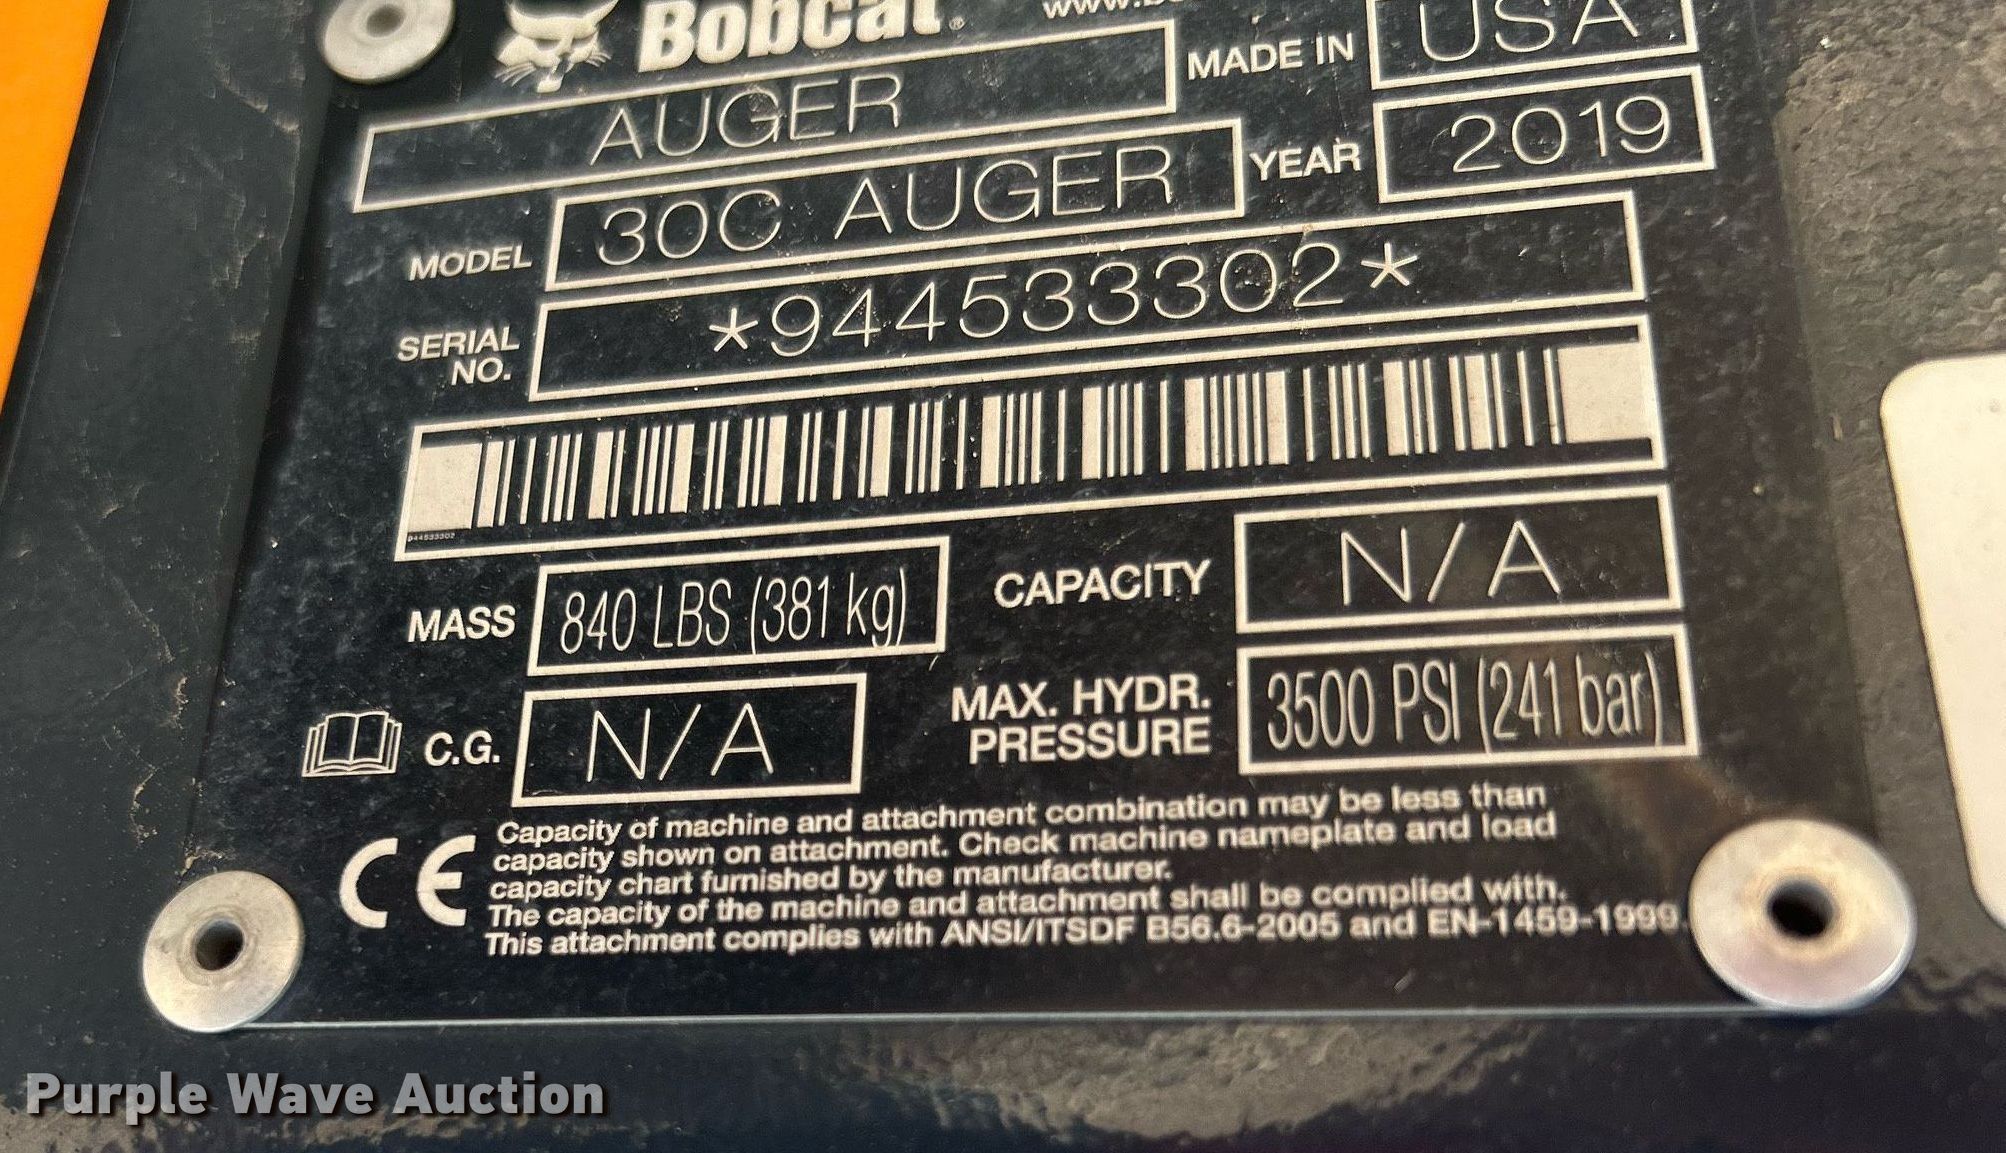 Bobcat®
www.b
AUGER
MADE IN USA
MODEL 30C AUGER
YEAR 2019
SERIAL NO. *944533302*
944533302
MASS 840 LBS (381 kg)
CAPACITY N/A
C.G. N/A
MAX. HYDR. PRESSURE 3500 PSI (241 bar)
CE
Capacity of machine and attachment combination may be less than
capacity shown on attachment. Check machine nameplate and load
capacity chart furnished by the manufacturer.
The capacity of the machine and attachment shall be complied with.
This attachment complies with ANSI/ITSDF B56.6-2005 and EN-1459-1999.
Purple Wave Auction